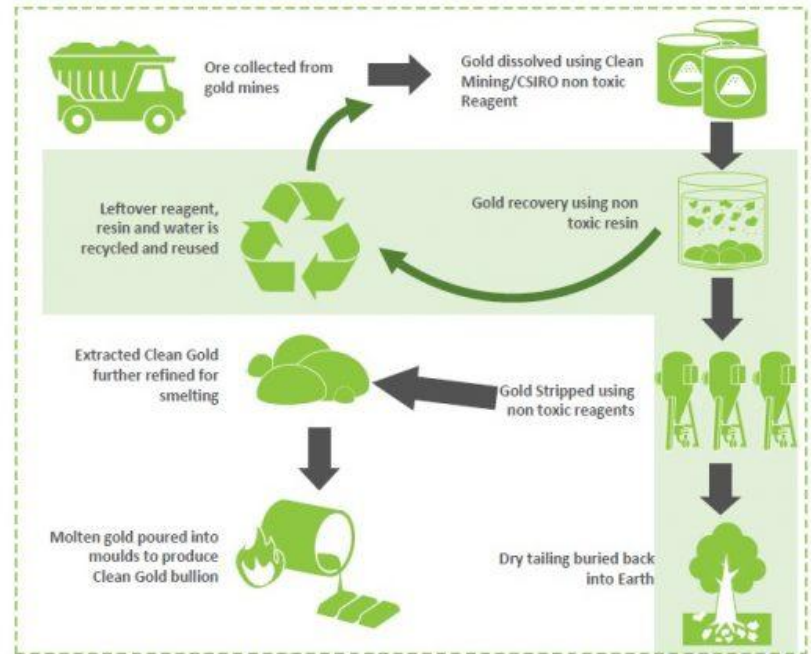 Ore collected from
gold mines
Gold dissolved using Clean
Mining/CSIRO non toxic
Reagent
Leftover reagent,
resin and water is
recycled and reused
Gold recovery using non
toxic resin
Extracted Clean Gold
further refined for
smelting
Gold Stripped using
non toxic reagents
Molten gold poured into
moulds to produce
Clean Gold bullion
Dry tailing buried back
into Earth